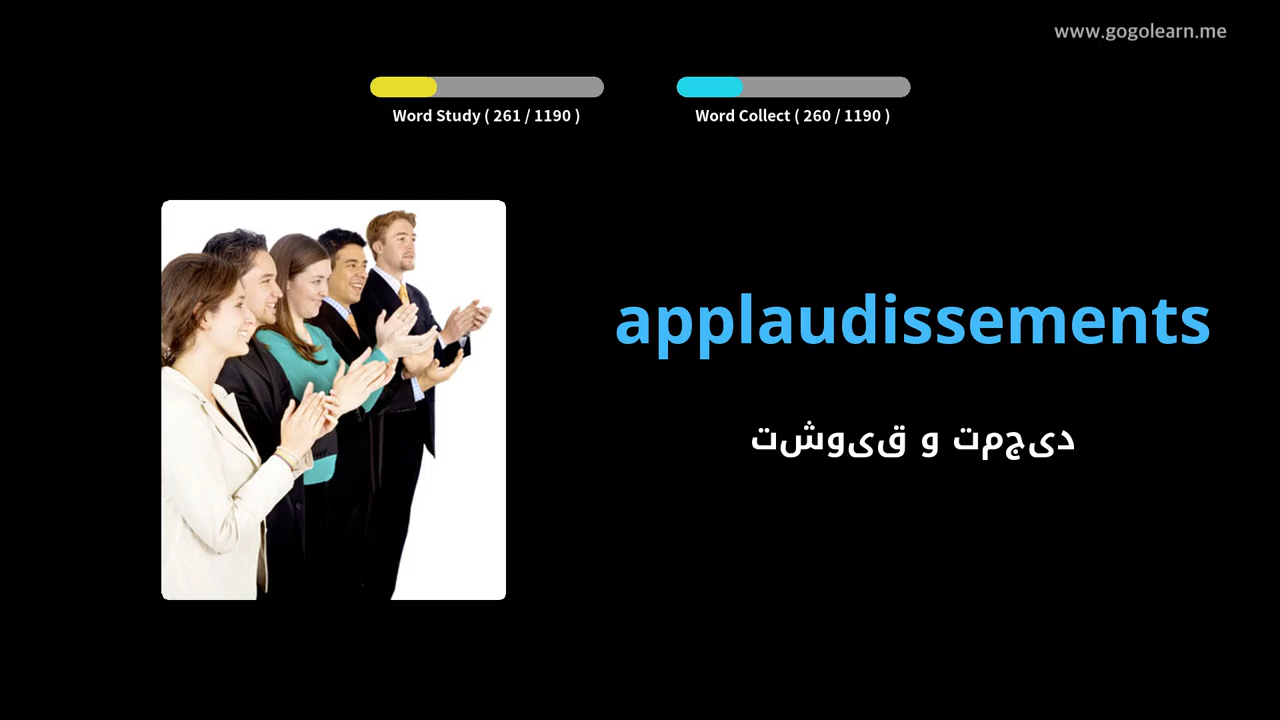 www.gogolearn.me
Word Study ( 261 / 1190 )
Word Collect ( 260 / 1190 )
applaudissements
تشویق و تمجید